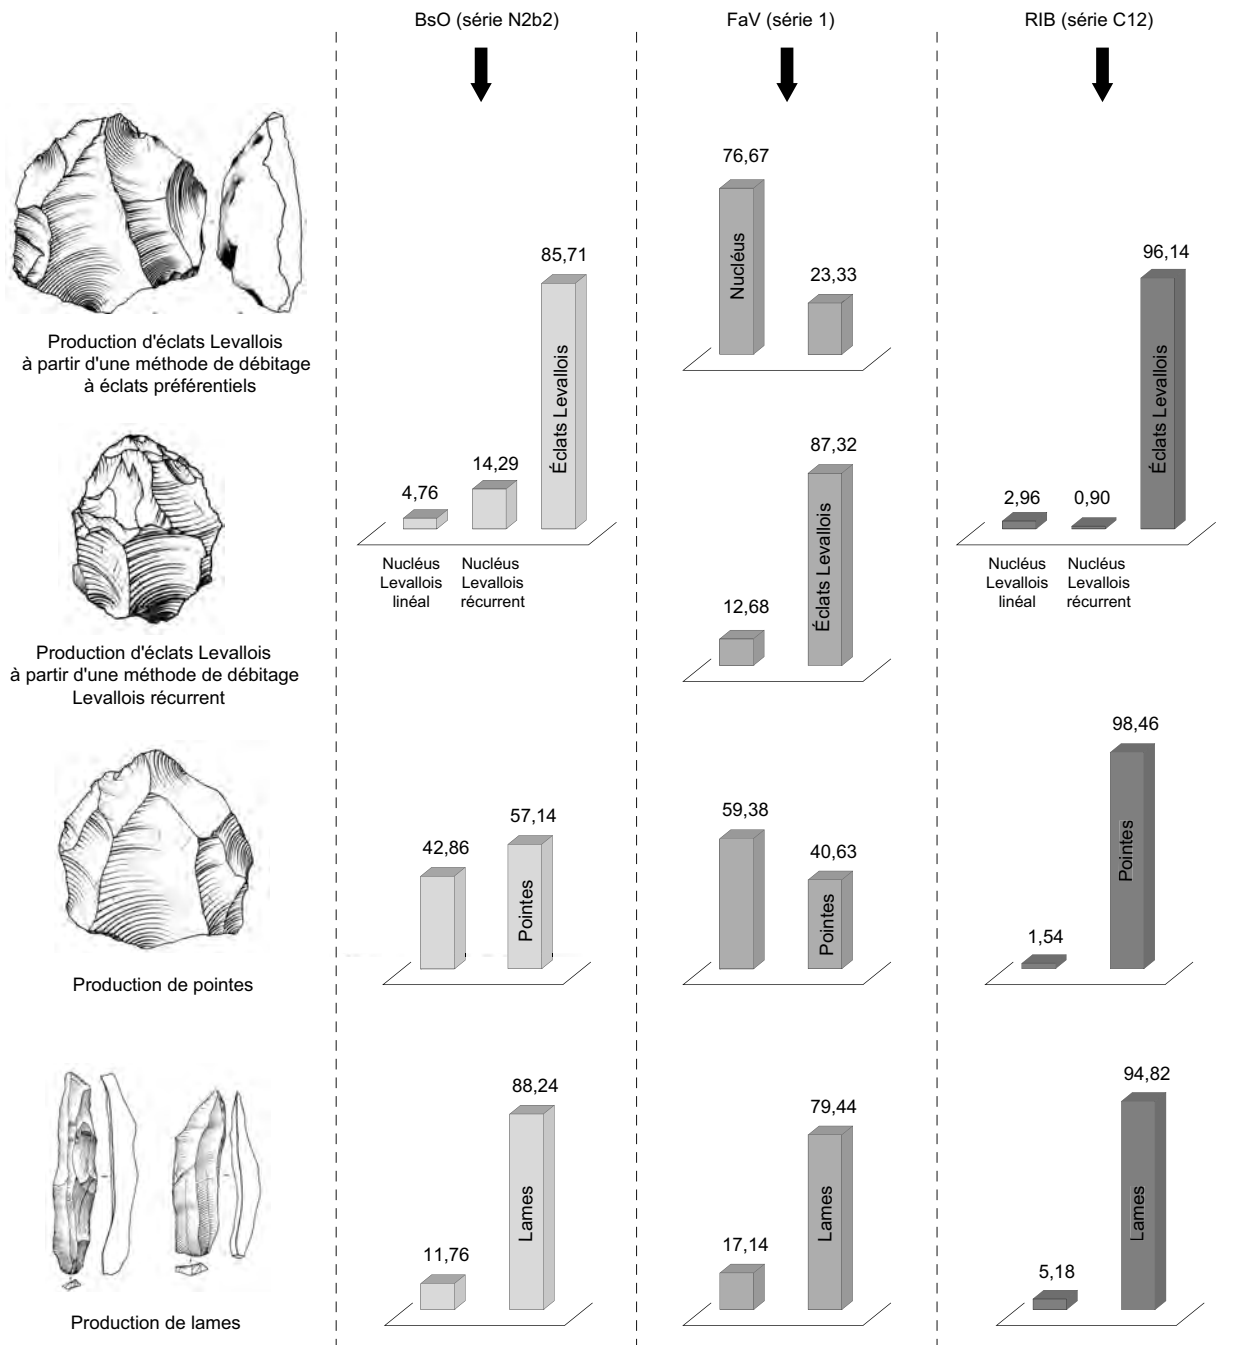 BsO (série N2b2)
FaV (série 1)
RIB (série C12)
Production d'éclats Levallois
à partir d'une méthode de débitage
à éclats préférentiels
Production d'éclats Levallois
à partir d'une méthode de débitage
Levallois récurrent
4,76
14,29
85,71
Éclats Levallois
Nucléus
Levallois
linéal
Nucléus
Levallois
récurrent
76,67
Nucléus
23,33
12,68
87,32
Éclats Levallois
2,96
0,90
96,14
Éclats Levallois
Nucléus
Levallois
linéal
Nucléus
Levallois
récurrent
Production de pointes
42,86
57,14
Pointes
59,38
40,63
Pointes
1,54
98,46
Pointes
Production de lames
11,76
88,24
Lames
17,14
79,44
Lames
5,18
94,82
Lames